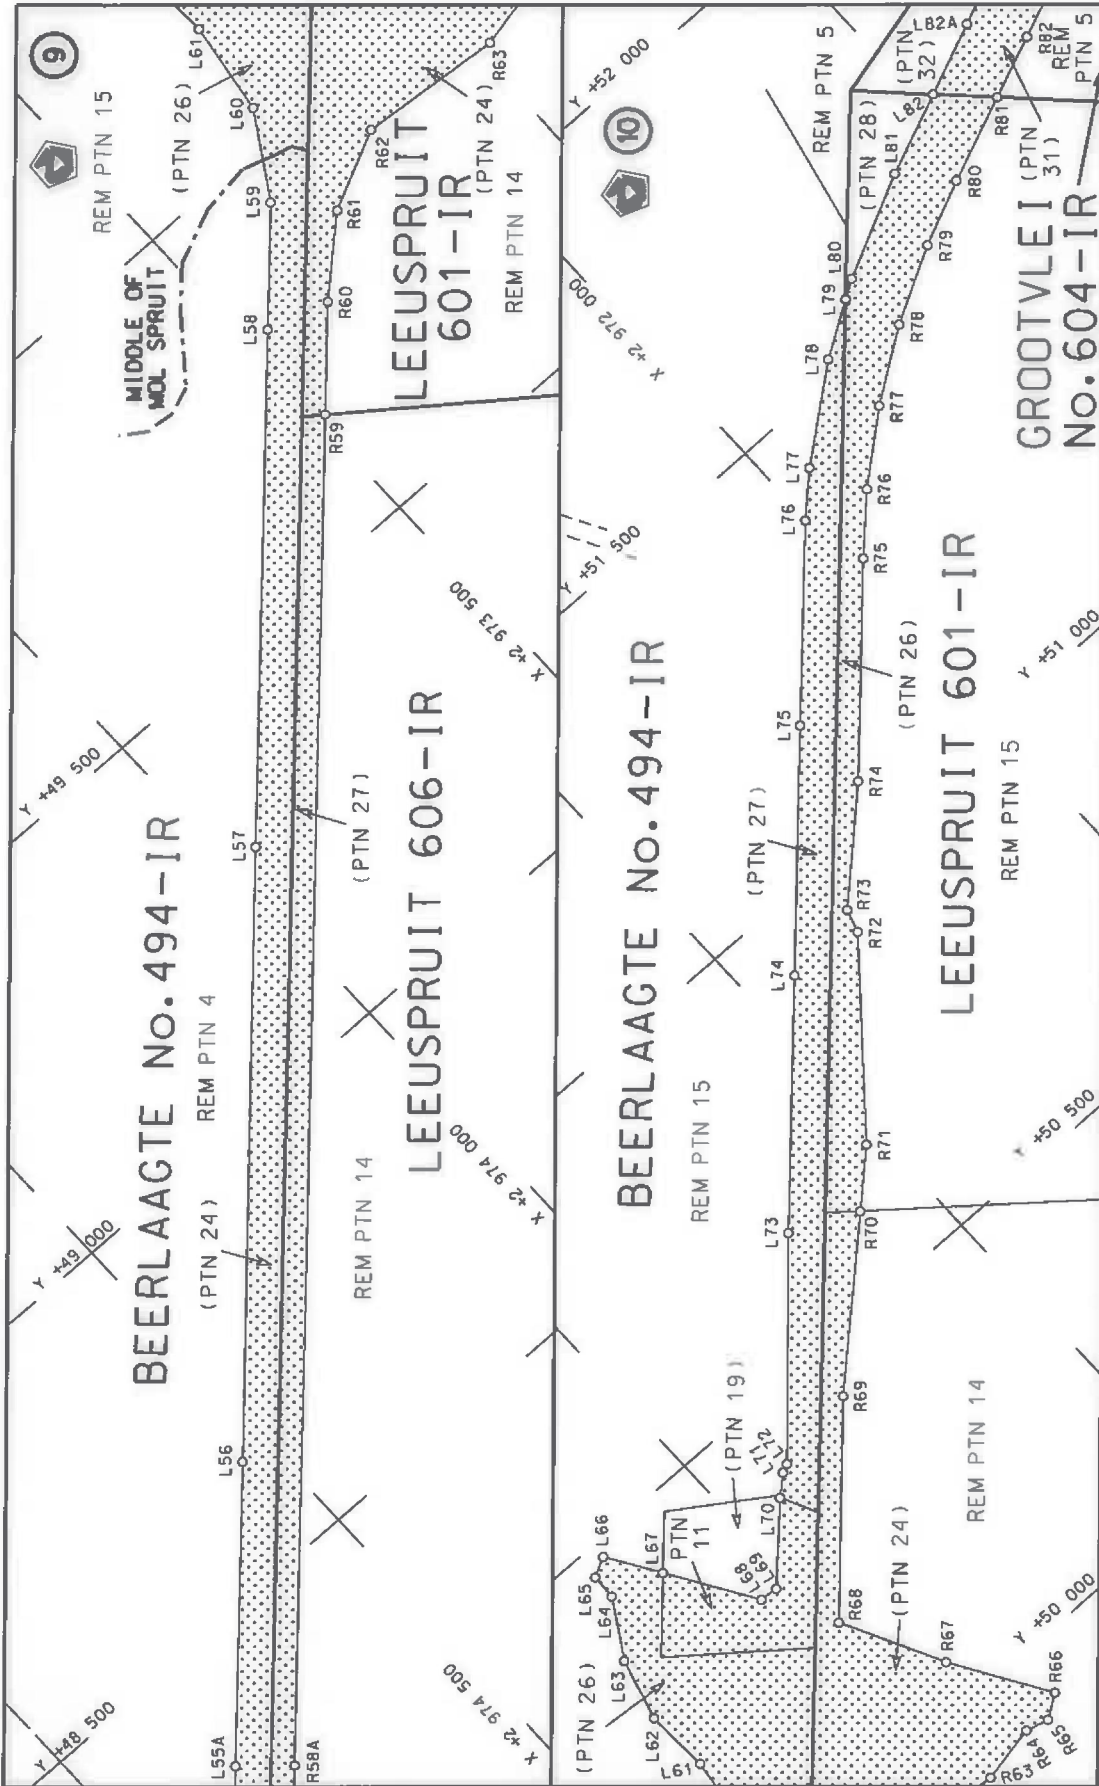 9
REM PTN 15
L61
L60
(PTN 26)
L59
MIDDLE OF
MOL SPRUIT
L58
R63
R62
(PTN 24)
R61
R60
LEEUSPRUIT
601-IR
REM PTN 14
R59
Y +49 500
L57
X +2 973 500
(PTN 27)
BEERLAAGTE No. 494-IR
REM PTN 4
(PTN 24)
LEEUSPRUIT 606-IR
REM PTN 14
X +2 974 000
Y +49 000
L56
Y +48 500
L55A
R58A
X +2 974 500
10
Y +52 000
REM PTN 5
L82A
(PTN
32)
R82
REM
PTN 5
L82
R81
(PTN 28)
L81
R80
(PTN
31)
L80
R79
L79
R78
X +2 972 000
L78
R77
GROOTVLEI
No. 604-IR
L77
R76
L76
R75
Y +51 500
BEERLAAGTE No. 494-IR
REM PTN 15
L75
R74
(PTN 26)
Y +51 000
(PTN 27)
R73
R72
L74
LEEUSPRUIT 601-IR
REM PTN 15
R71
Y +50 500
R70
L73
R69
(PTN 19)
L72
L71
L70
REM PTN 14
PTN
11
L67
L66
L65
L64
L69
L68
(PTN 24)
R68
R67
Y +50 000
R66
R65
R64
R63
L63
(PTN 26)
L62
L61